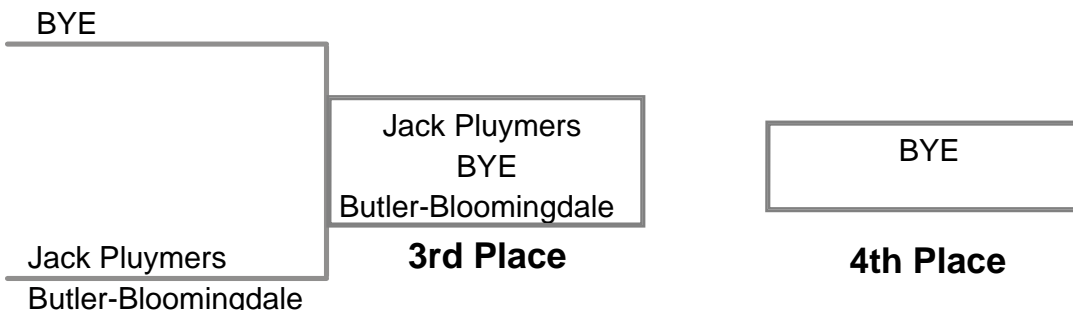 BYE
Jack Pluymers
BYE
Butler-Bloomingdale
3rd Place
BYE
4th Place
Jack Pluymers
Butler-Bloomingdale